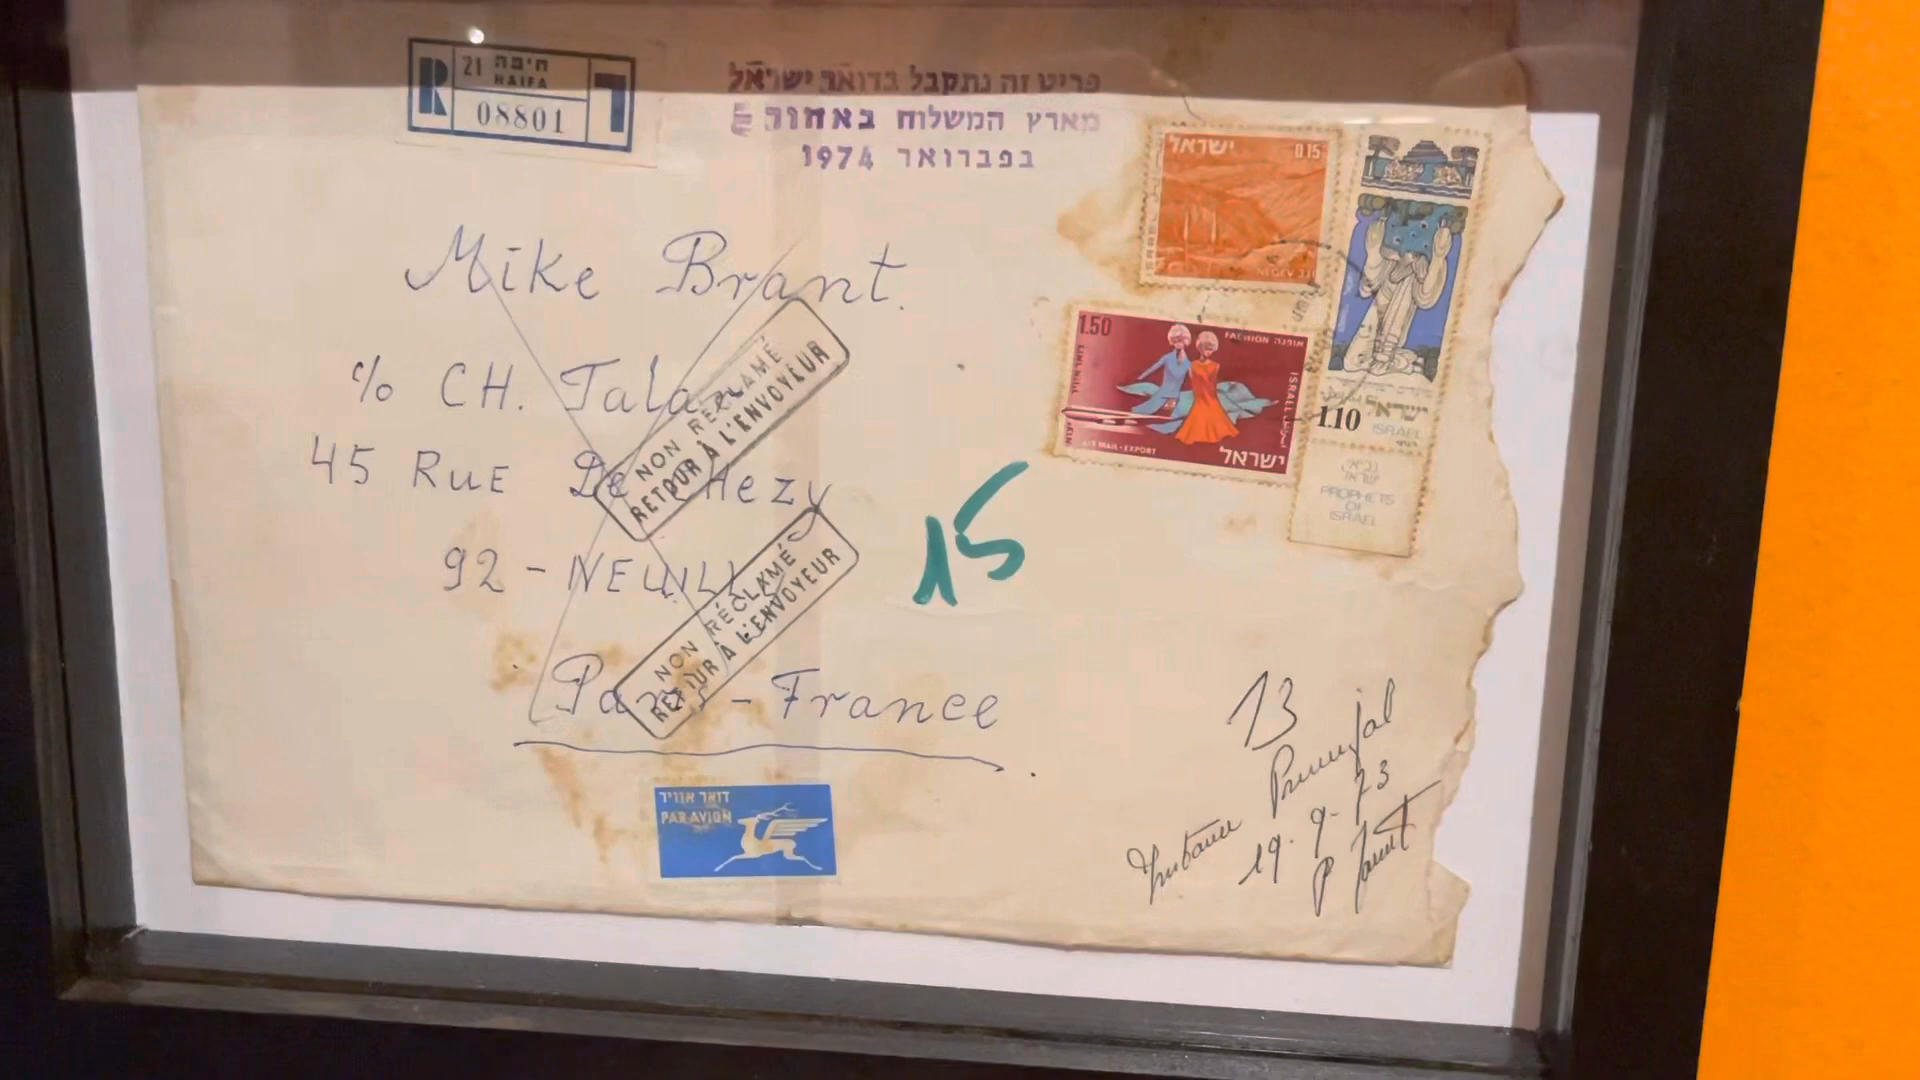 R 21 חיפה
HAIFA
08801 ר
פריט זה נתקבל בדואר ישראל
מארץ המשלוח באחור
בפברואר 1974
ישראל 0.15
ISRAEL
NEGEV
1.50 FASHION אופנה
ISRAEL
AIR MAIL · EXPORT ישראל
ישראל
1.10 ISRAEL
נביאי
ישראל
PROPHETS
OF
ISRAEL
Mike Brant.
c/o CH. Talar
NON RÉCLAMÉ
RETOUR À L'ENVOYEUR
45 RUE De CHezy
92 - NEUILLY
NON RÉCLAMÉ
RETOUR À L'ENVOYEUR
15
Paris - France
דואר אוויר
PAR AVION
13
19-9-73